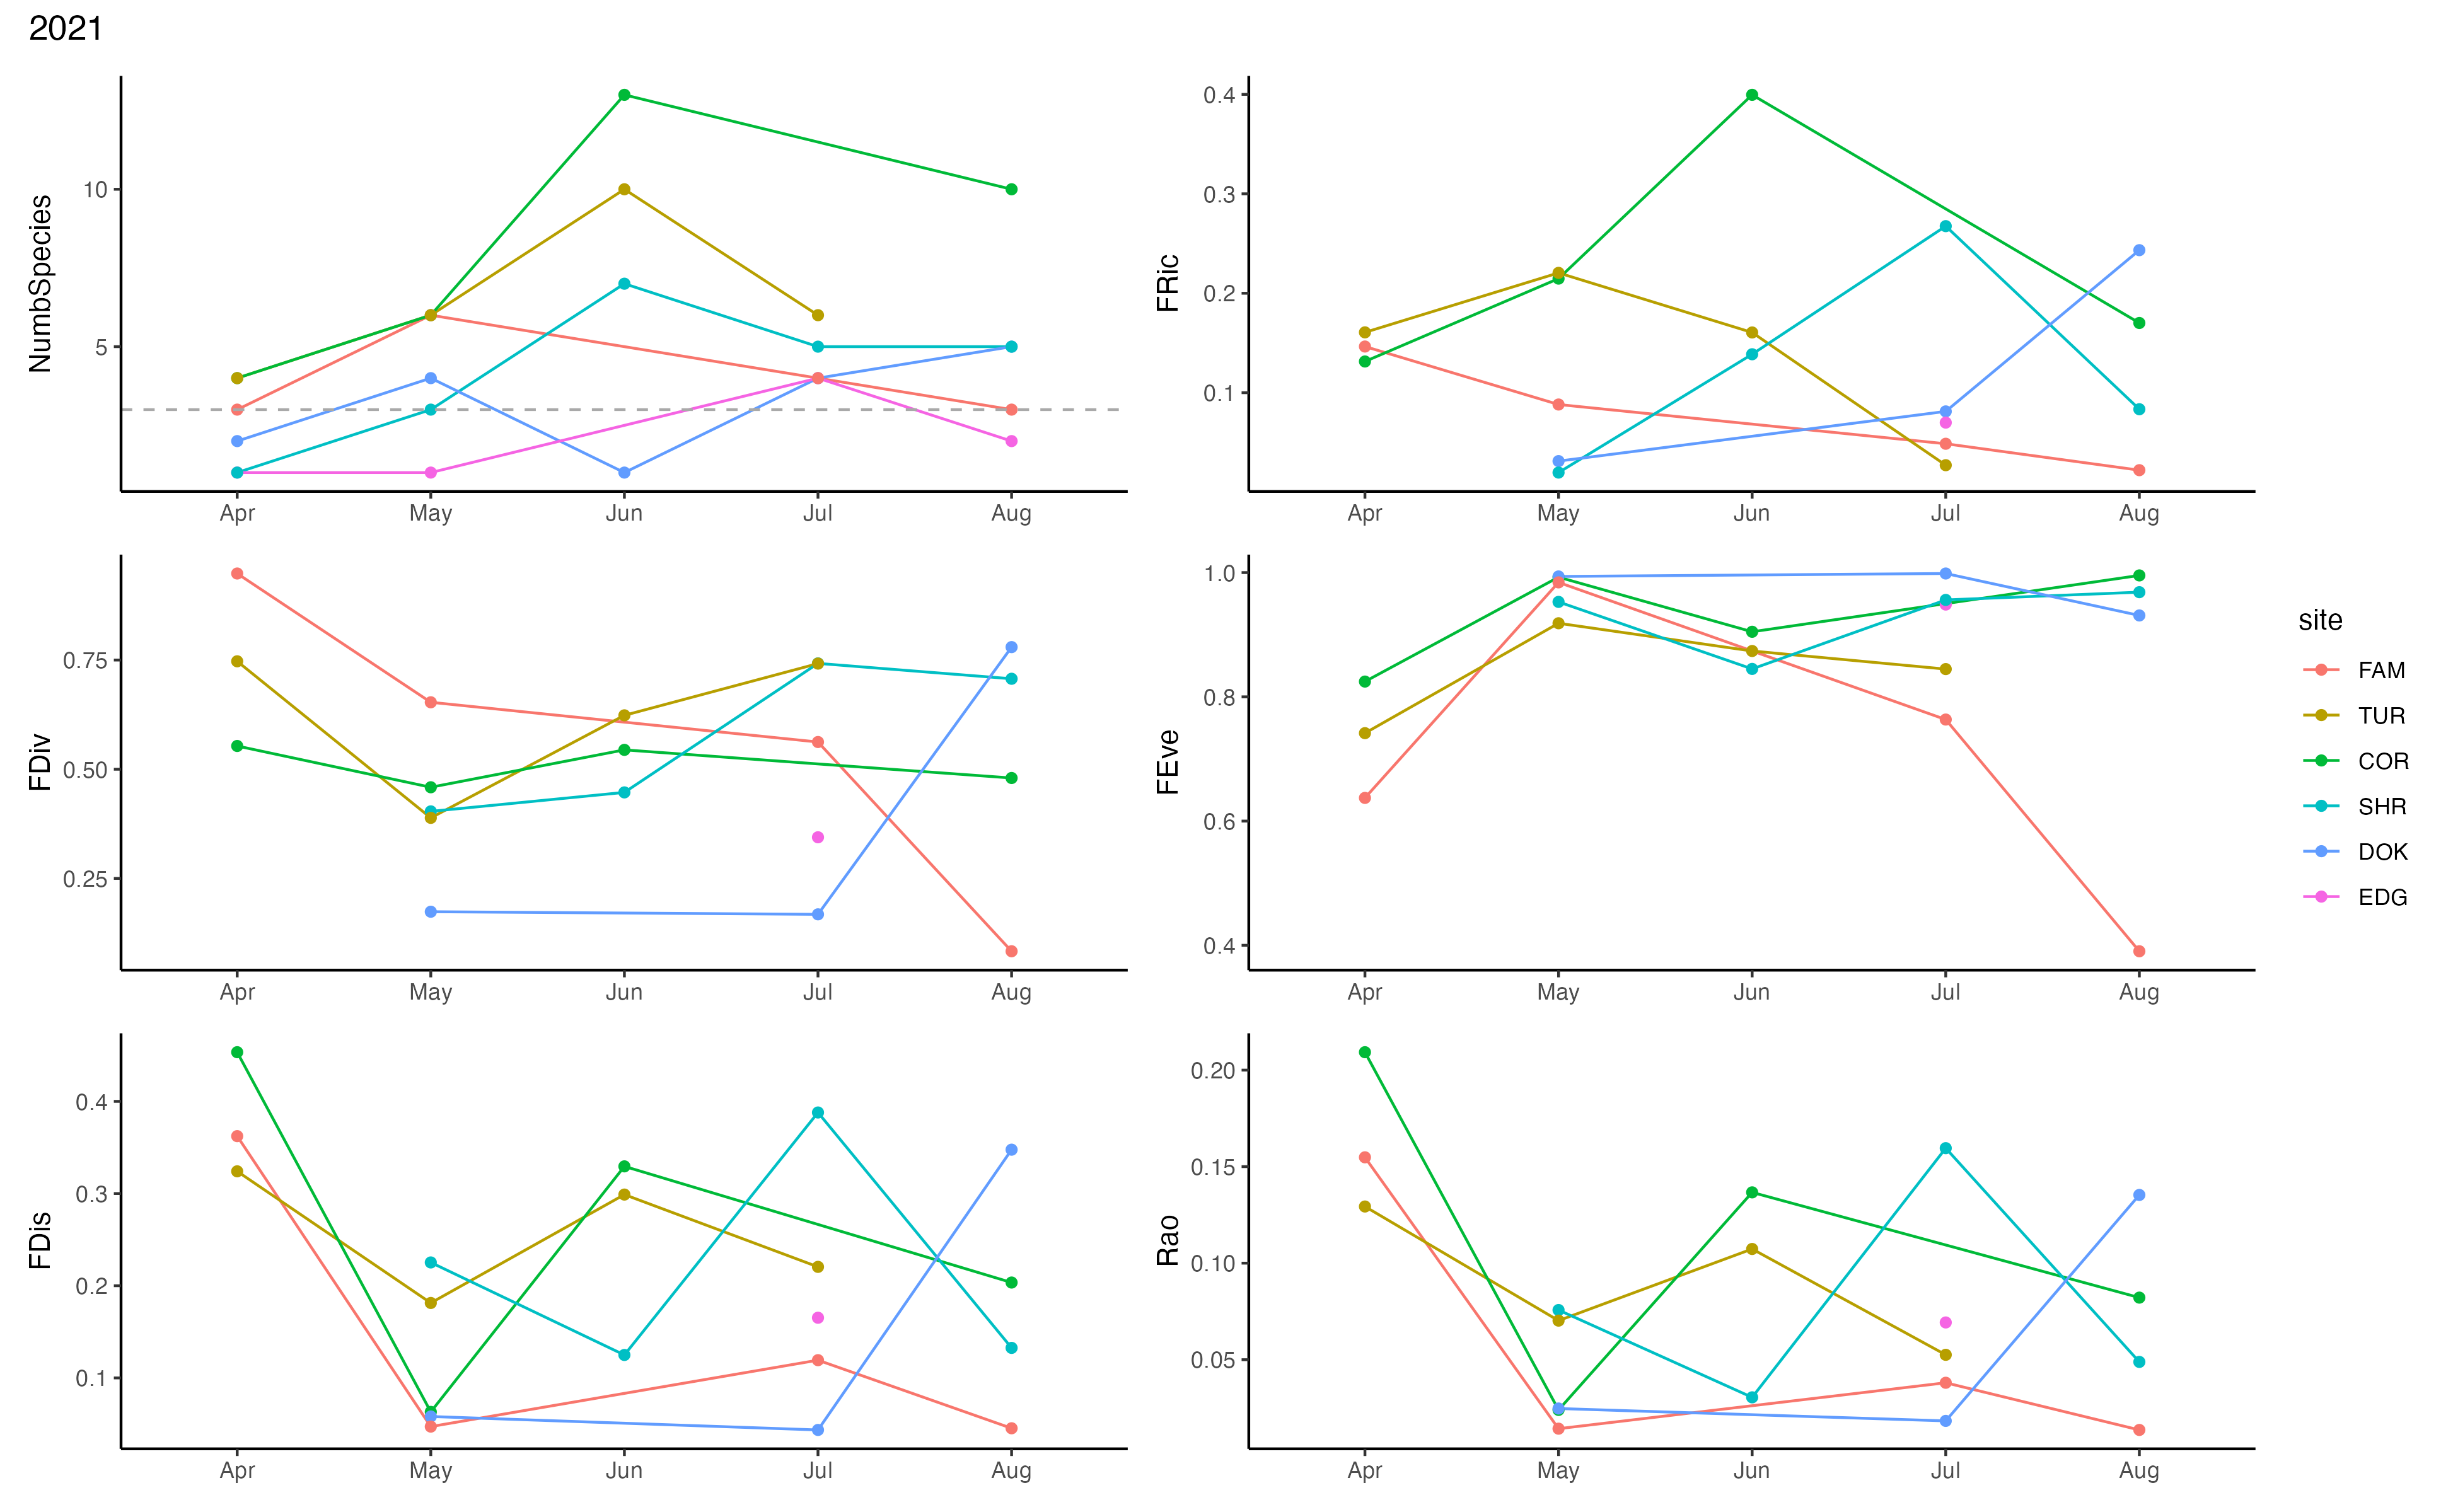 2021
NumbSpecies
10
5
Apr May Jun Jul Aug
FRic
0.4
0.3
0.2
0.1
Apr May Jun Jul Aug
FDiv
0.75
0.50
0.25
Apr May Jun Jul Aug
FEve
1.0
0.8
0.6
0.4
Apr May Jun Jul Aug
FDis
0.4
0.3
0.2
0.1
Apr May Jun Jul Aug
Rao
0.20
0.15
0.10
0.05
Apr May Jun Jul Aug
site
FAM
TUR
COR
SHR
DOK
EDG